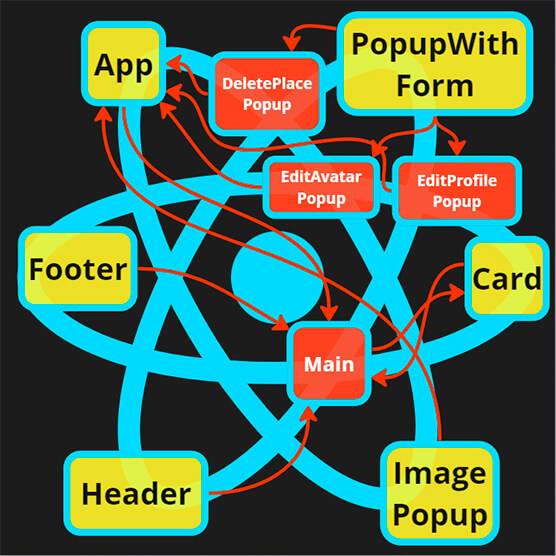 App
PopupWith
Form
DeletePlace
Popup
EditAvatar
Popup
EditProfile
Popup
Footer
Card
Main
Header
Image
Popup